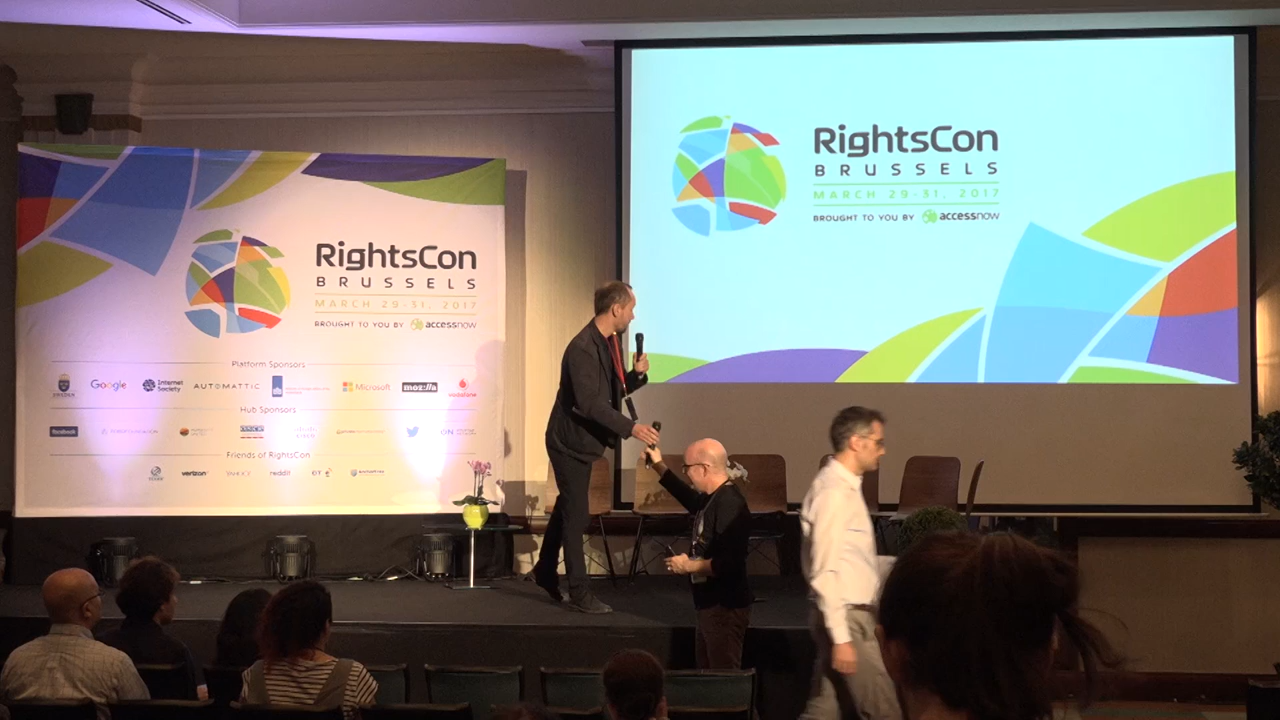 RightsCon
BRUSSELS
MARCH 29-31, 2017
BROUGHT TO YOU BY accessnow
Platform Sponsors
Google Internet Society AUTOMATTIC Microsoft moz://a vodafone
Hub Sponsors
facebook
Friends of RightsCon
verizon reddit
RightsCon
BRUSSELS
MARCH 29-31, 2017
BROUGHT TO YOU BY accessnow